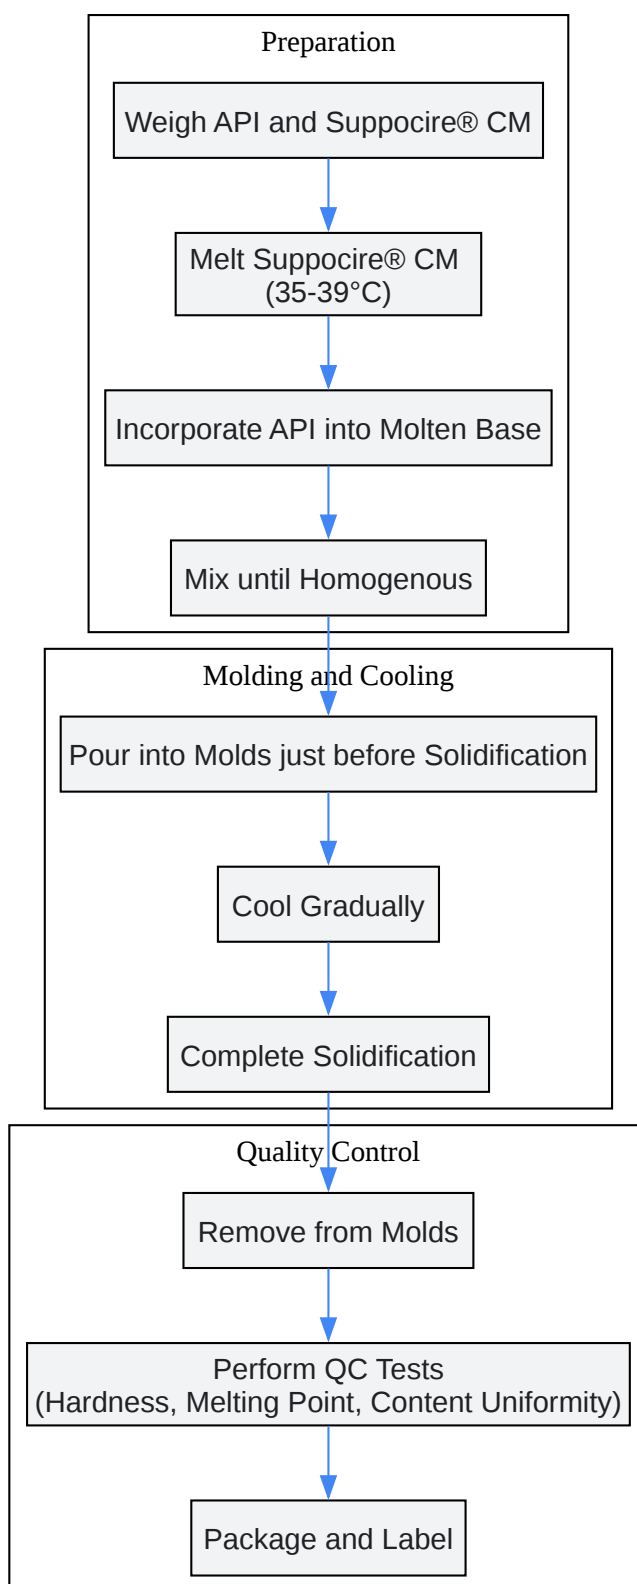 Preparation
Weigh API and Suppocire® CM
Melt Suppocire® CM
(35-39°C)
Incorporate API into Molten Base
Mix until Homogenous
Molding and Cooling
Pour into Molds just before Solidification
Cool Gradually
Complete Solidification
Quality Control
Remove from Molds
Perform QC Tests
(Hardness, Melting Point, Content Uniformity)
Package and Label